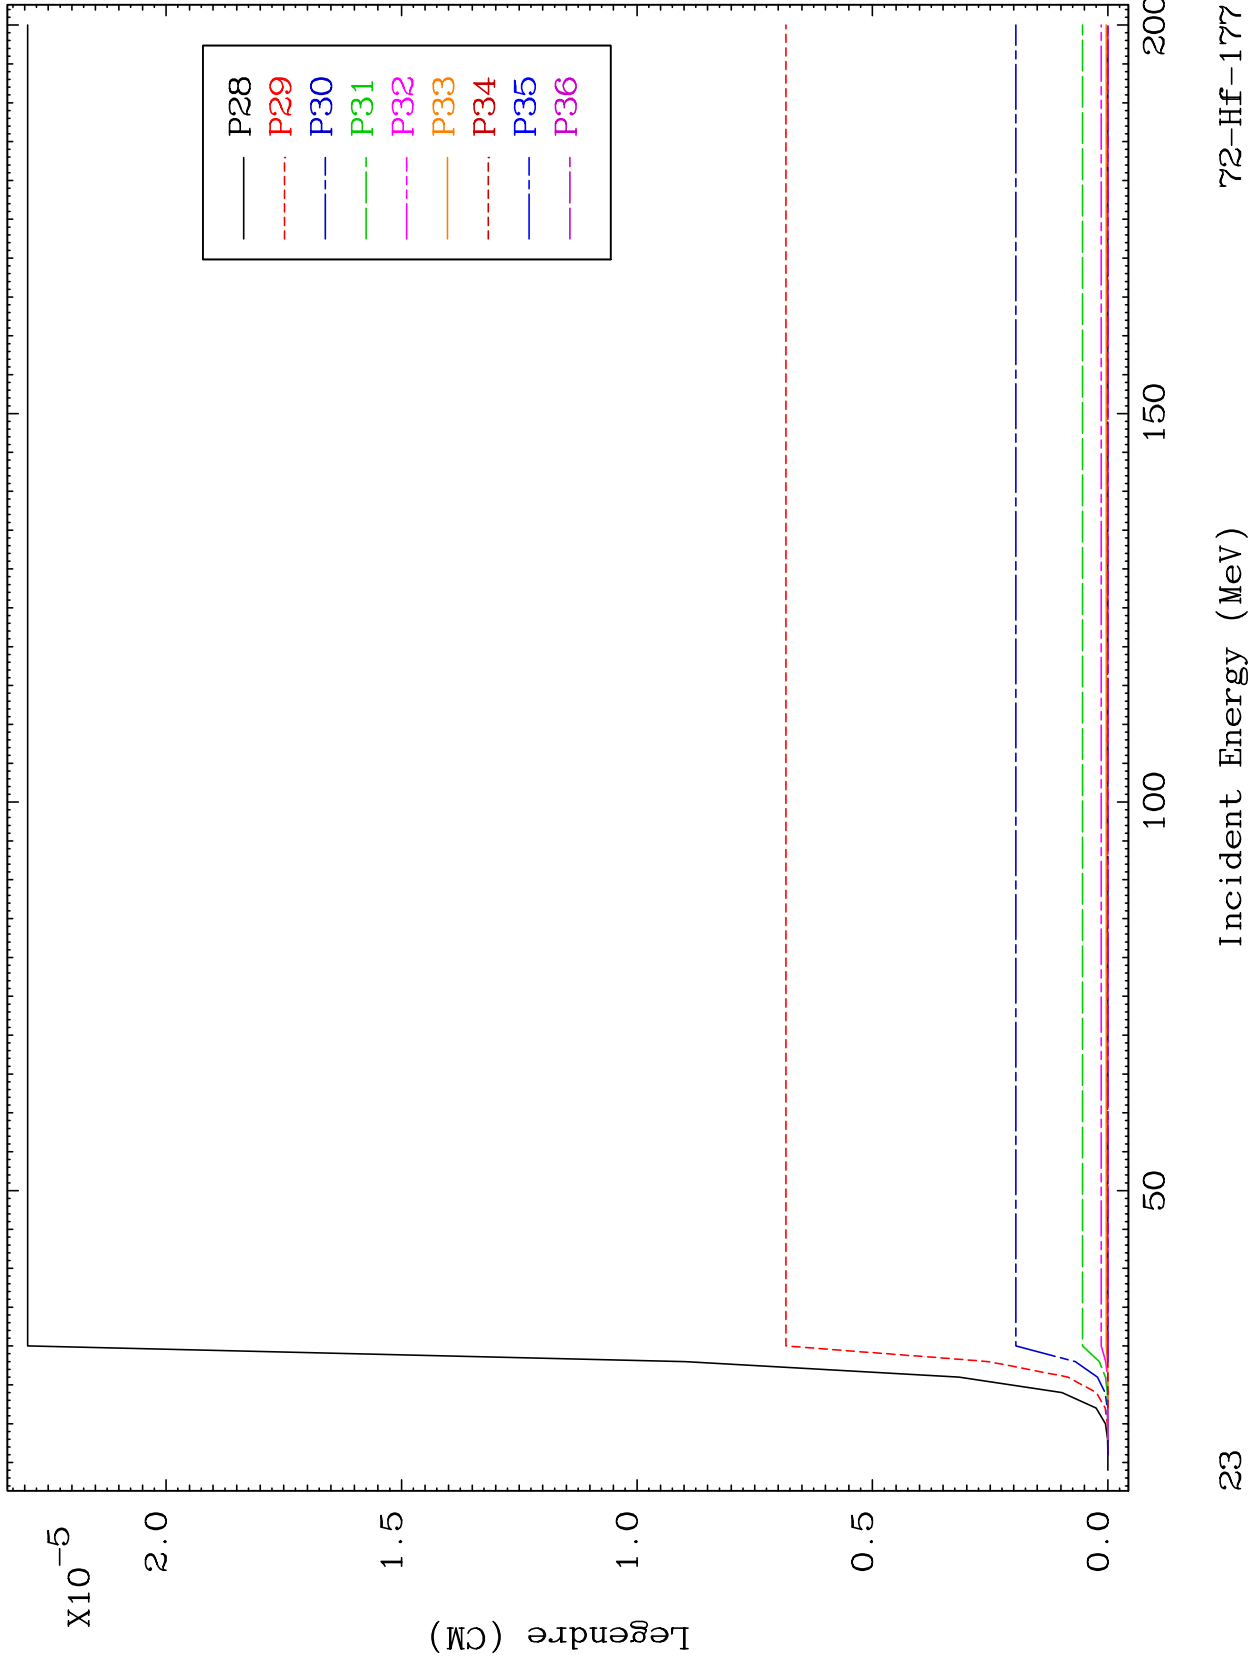 X10-5
2.0
1.5
1.0
0.5
0.0
Legendre (CM)
P28
P29
P30
P31
P32
P33
P34
P35
P36
50
100
150
200
Incident Energy (MeV)
23
72-Hf-177